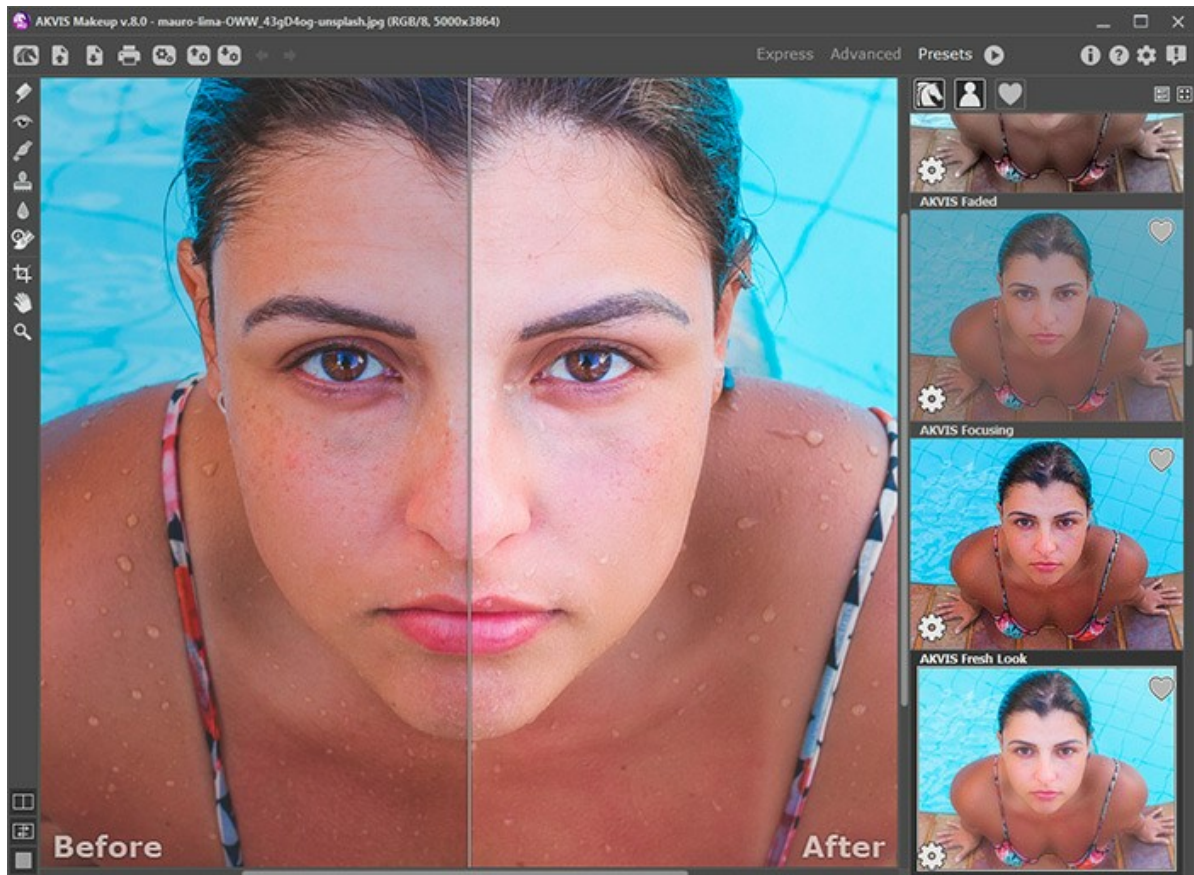 AKVIS Makeup v.8.0 - mauro-lima-OWW_43gD4og-unsplash.jpg (RGB/8, 5000x3864)
Express Advanced Presets
AKVIS Faded
AKVIS Focusing
AKVIS Fresh Look
Before
After